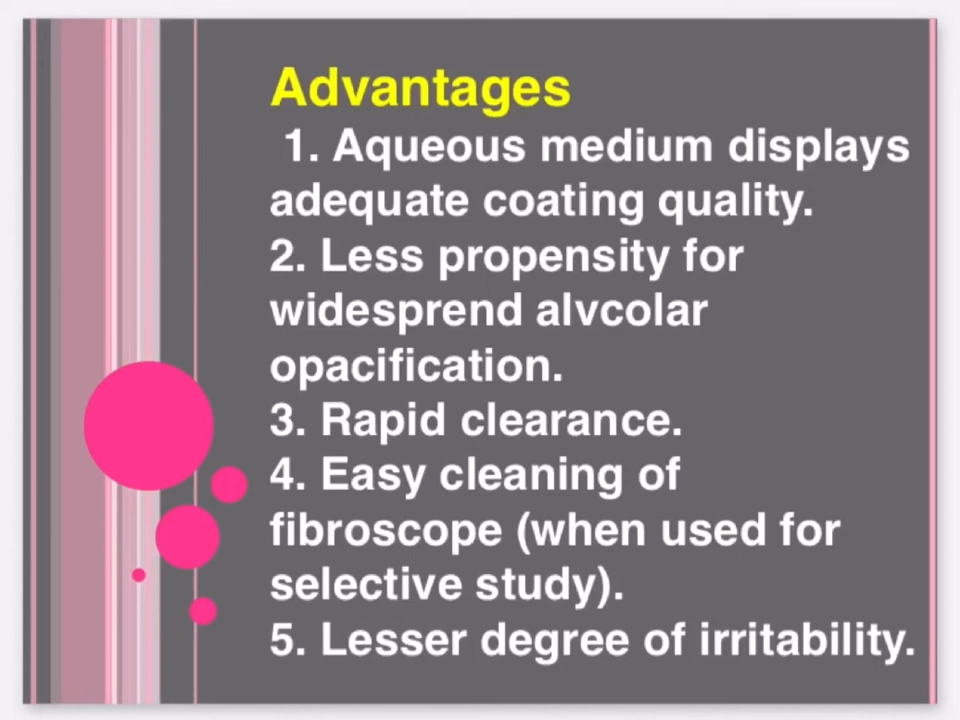 Advantages
1. Aqueous medium displays
adequate coating quality.
2. Less propensity for
widesprend alvcolar
opacification.
3. Rapid clearance.
4. Easy cleaning of
fibroscope (when used for
selective study).
5. Lesser degree of irritability.